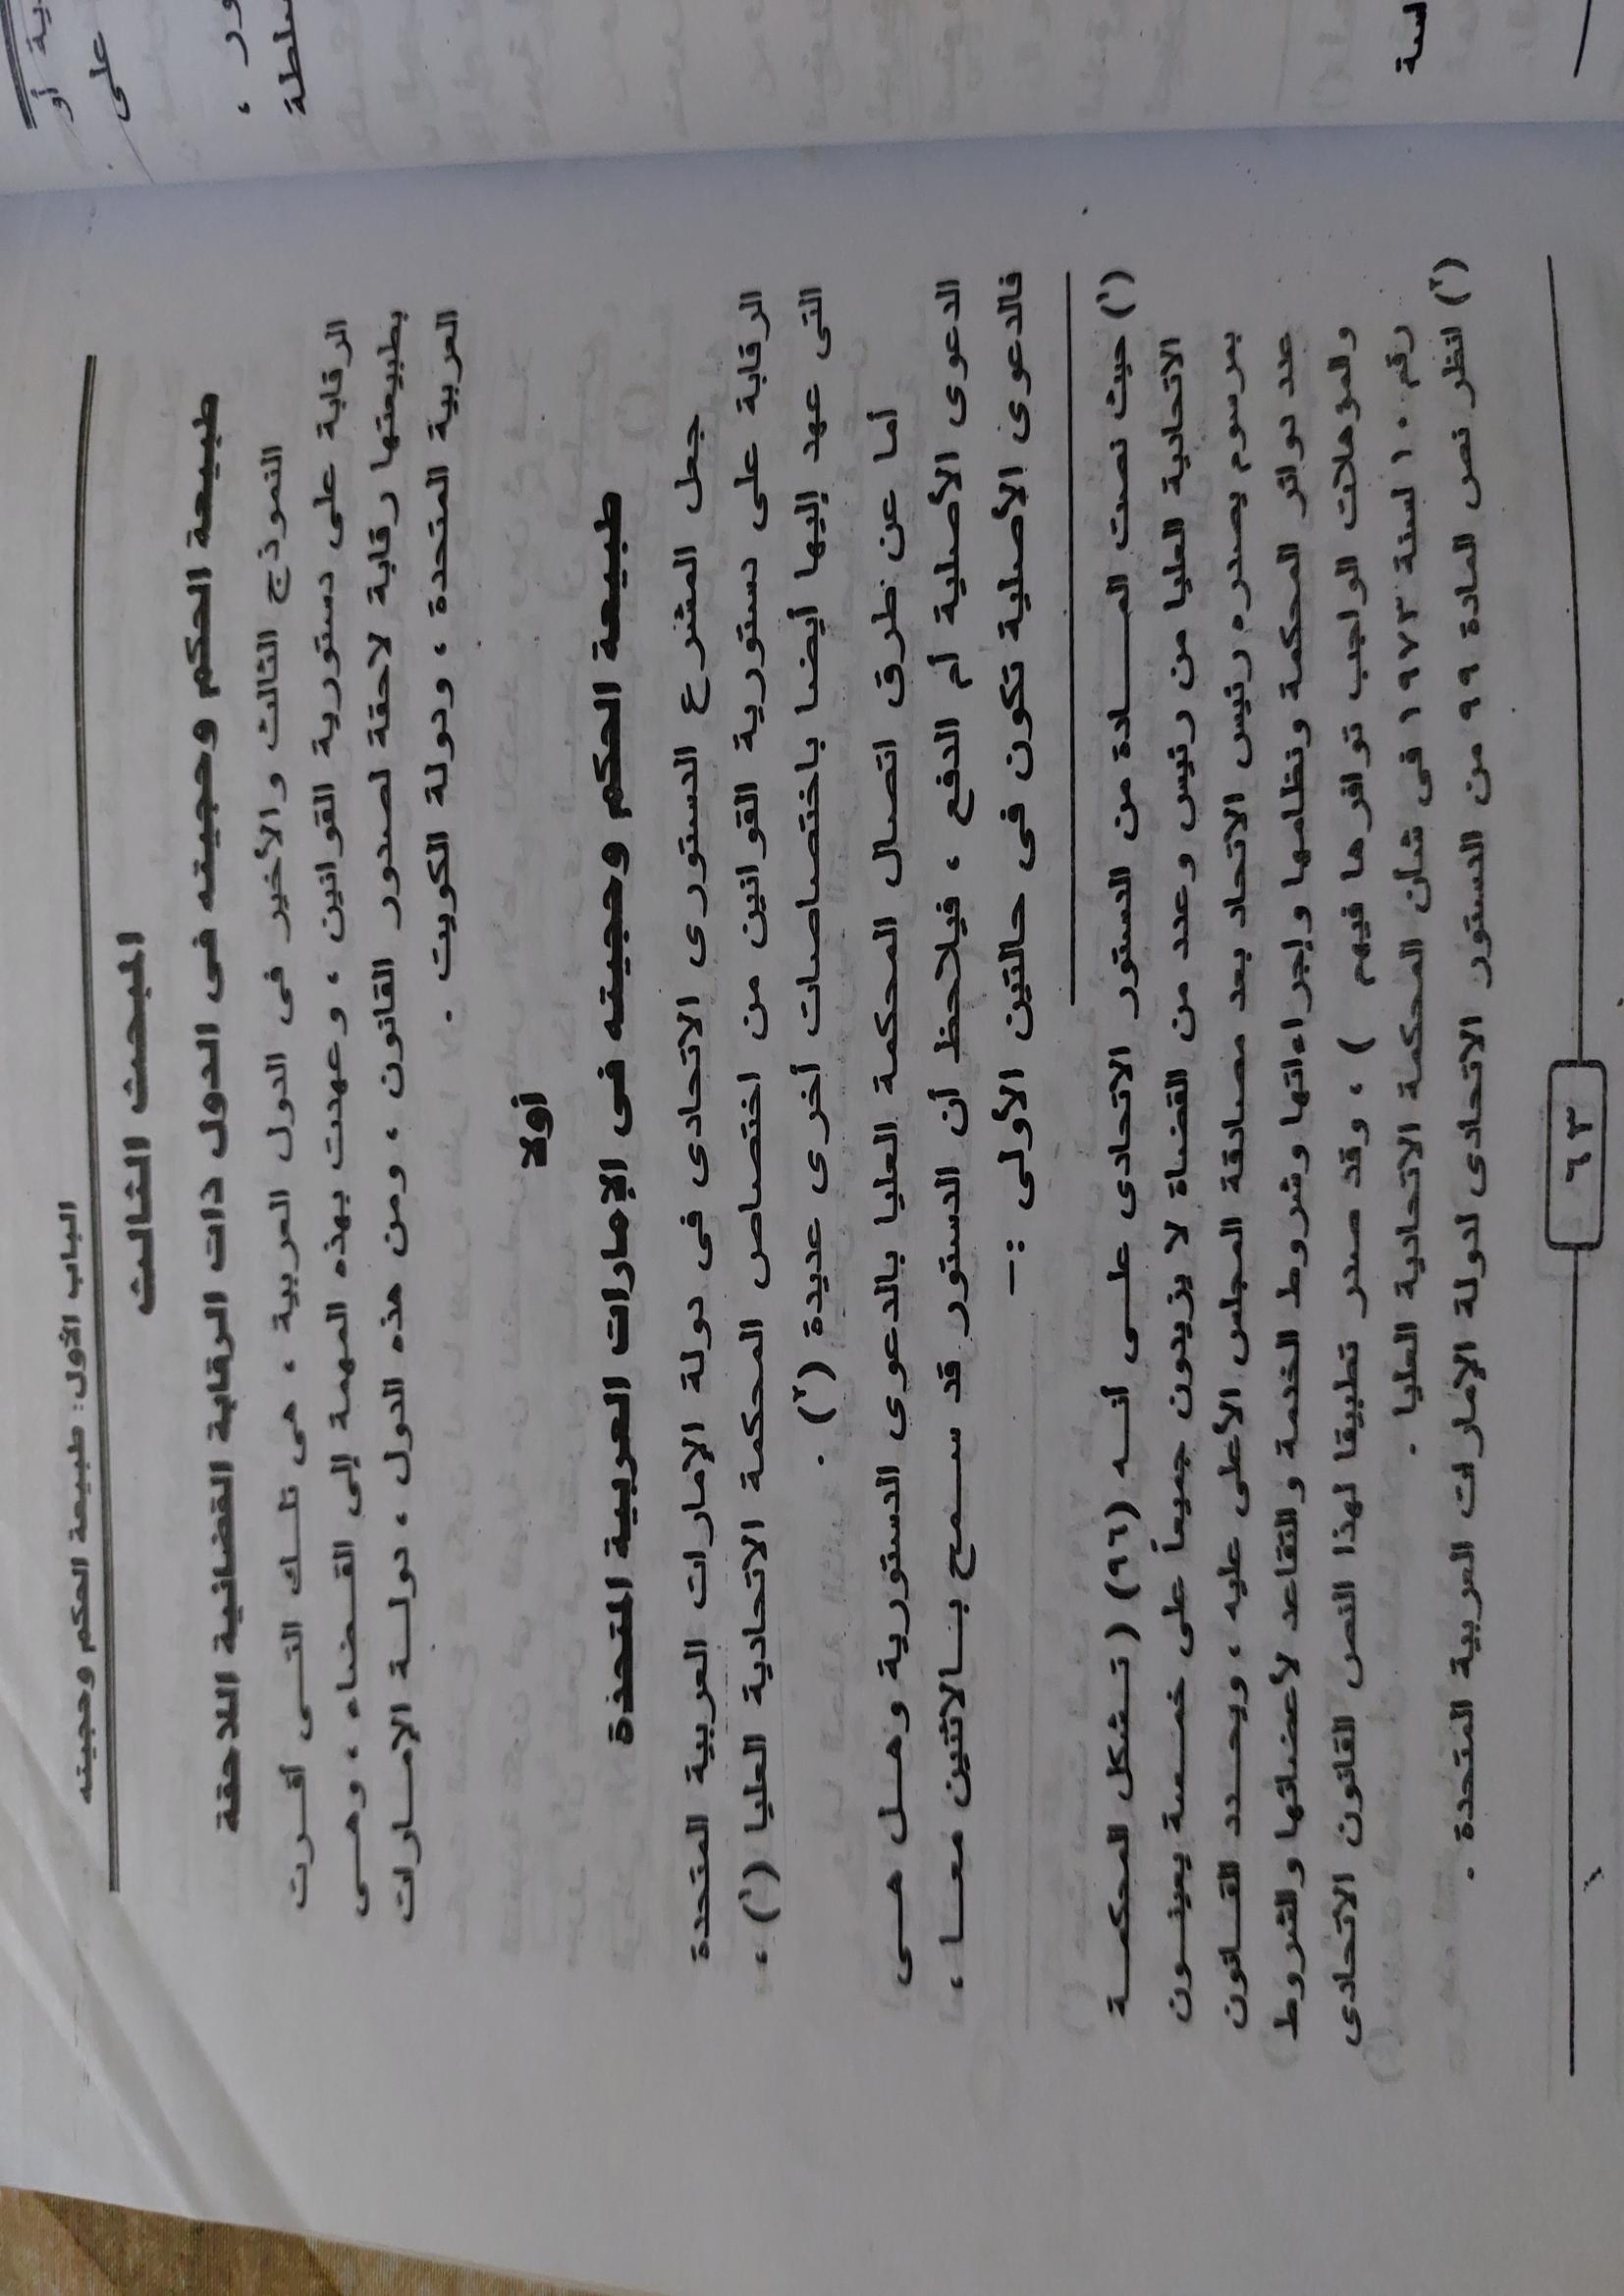 الباب الأول: طبيعة الحكم وحجيته
المبحث الثالث
طبيعة الحكم وحجيته فى الدول ذات الرقابة القضائية اللاحقة
النموذج الثالث والأخير فى الدول العربية ، هى تلك التى أقرت
الرقابة على دستورية القوانين ، وعهدت بهذه المهمة إلى القضاء ، وهى
بطبيعتها رقابة لاحقة لصدور القانون ، ومن هذه الدول ، دولة الإمارات
العربية المتحدة ، ودولة الكويت .
أولا
طبيعة الحكم وحجيته فى الإمارات العربية المتحدة
جعل المشرع الدستورى الاتحادى فى دولة الإمارات العربية المتحدة
الرقابة على دستورية القوانين من اختصاص المحكمة الاتحادية العليا (١) ،
التى عهد إليها أيضا باختصاصات أخرى عديدة (٢) .
أما عن طرق اتصال المحكمة العليا بالدعوى الدستورية وهل هى
الدعوى الأصلية أم الدفع ، فيلاحظ أن الدستور قد سمح بالاثنين معا ،
فالدعوى الأصلية تكون فى حالتين الأولى :–
(١) حيث نصت المادة من الدستور الاتحادى على أنه (٩٦) ( تشكل المحكمة
الاتحادية العليا من رئيس وعدد من القضاة لا يزيدون جميعاً على خمسة يعينون
بمرسوم يصدره رئيس الاتحاد بعد مصادقة المجلس الأعلى عليه ، ويحدد القانون
عدد دوائر المحكمة ونظامها وإجراءاتها وشروط الخدمة والتقاعد لأعضائها والشروط
والمؤهلات الواجب توافرها فيهم ) ، وقد صدر تطبيقا لهذا النص القانون الاتحادى
رقم ١٠ لسنة ١٩٧٣ فى شأن المحكمة الاتحادية العليا .
(٢) انظر نص المادة ٩٩ من الدستور الاتحادى لدولة الإمارات العربية المتحدة .
٦٣
على
سلطة